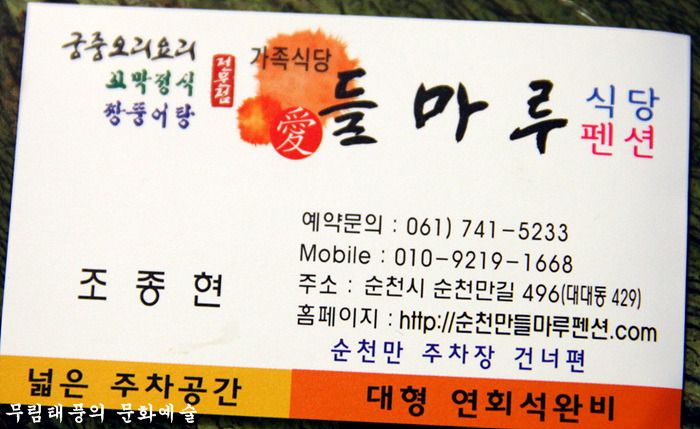 궁중오리요리
꼬막정식
짱뚱어탕
전문점
가족식당
愛
들마루
식당
펜션
예약문의 : 061) 741-5233
Mobile : 010-9219-1668
조종현
주소 : 순천시 순천만길 496(대대동 429)
홈페이지 : http://순천만들마루펜션.com
순천만 주차장 건너편
넓은 주차공간
대형 연회석완비
무림태풍의 문화예술